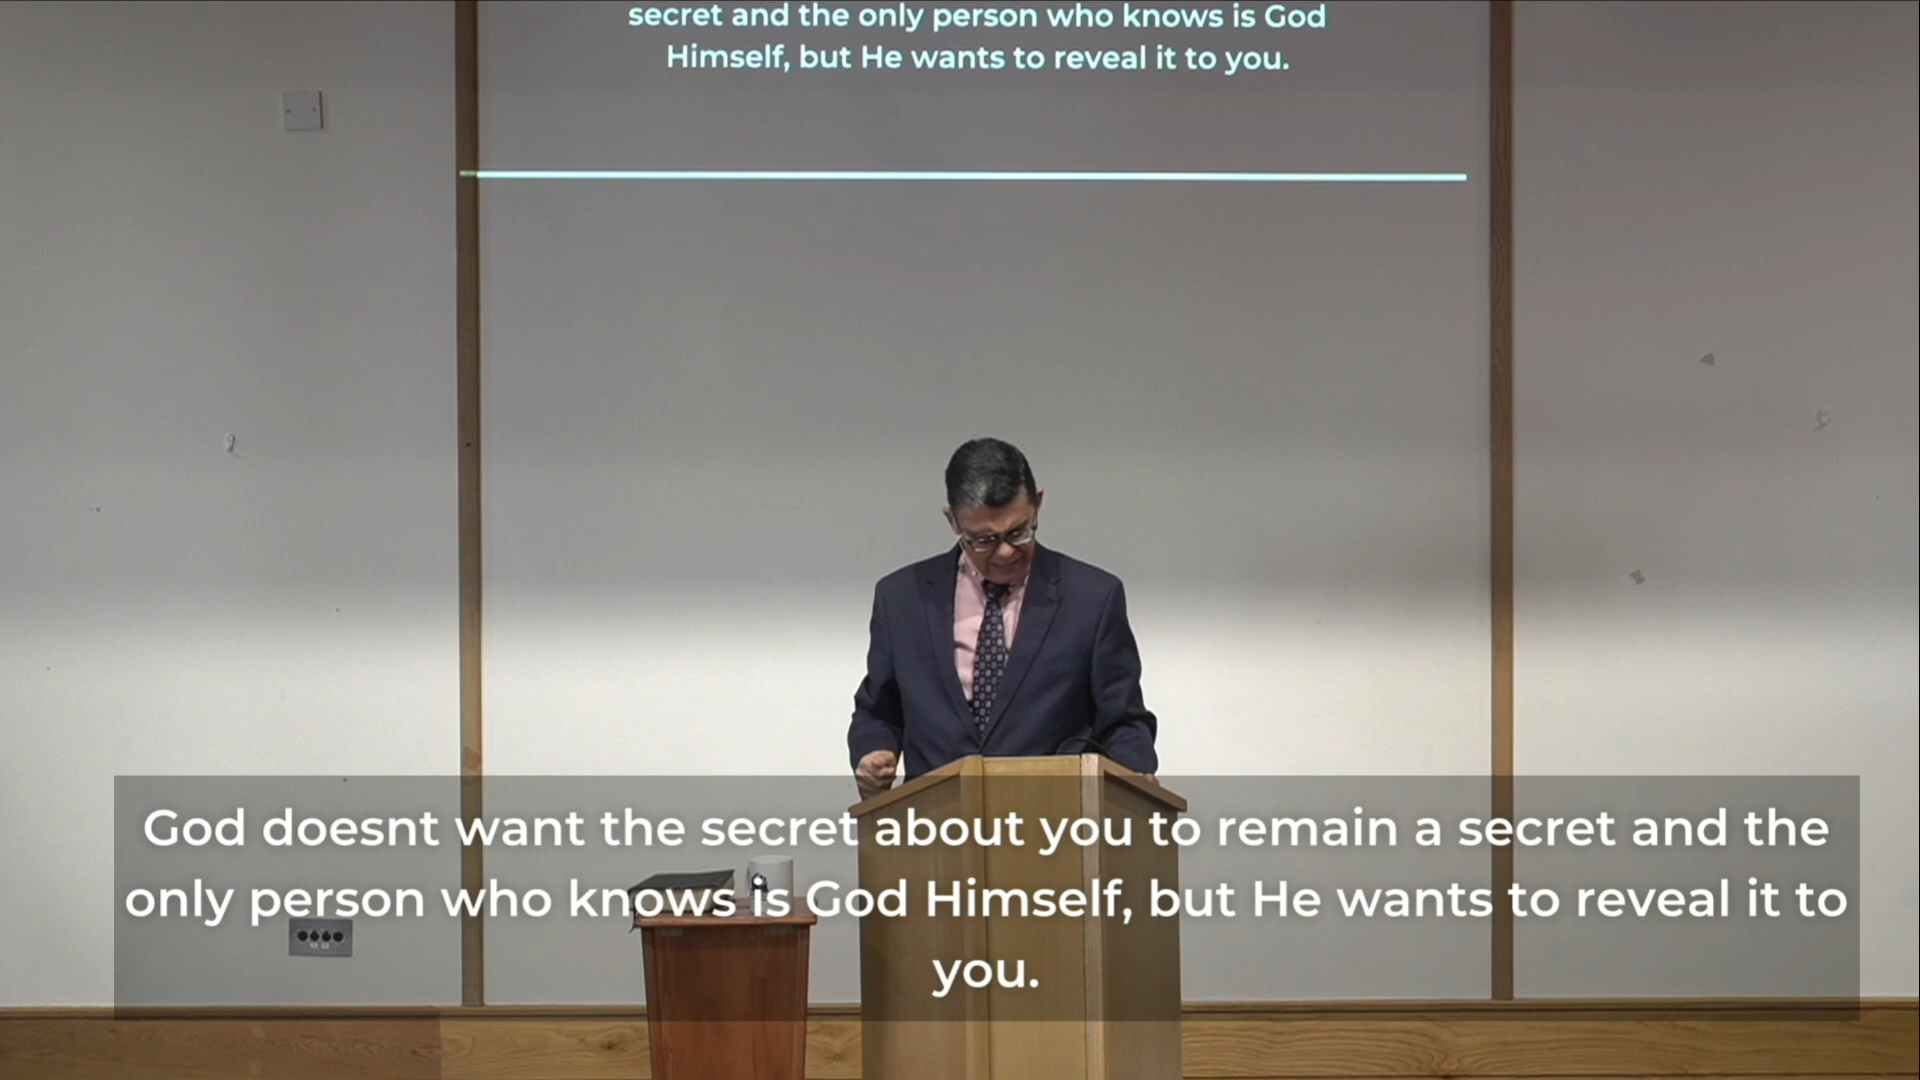 secret and the only person who knows is God
Himself, but He wants to reveal it to you.
God doesnt want the secret about you to remain a secret and the
only person who knows is God Himself, but He wants to reveal it to
you.